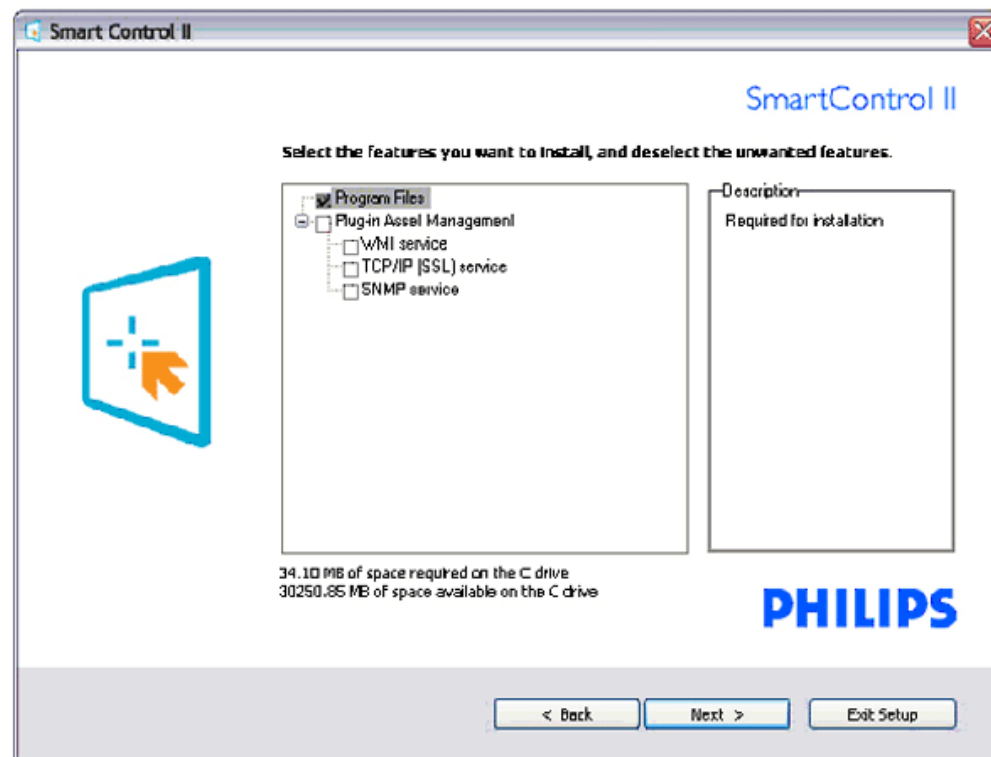 Smart Control II
SmartControl II
Select the features you want to install, and deselect the unwanted features.
Program Files
Plug-in Asset Management
WMI service
TCP/IP (SSL) service
SNMP service
Description
Required for installation
34.10 MB of space required on the C drive
30250.85 MB of space available on the C drive
PHILIPS
< Back
Next >
Exit Setup